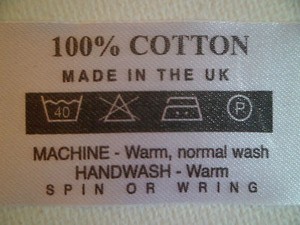 100% COTTON
MADE IN THE UK
40 P
MACHINE - Warm, normal wash
HANDWASH - Warm
SPIN OR WRING